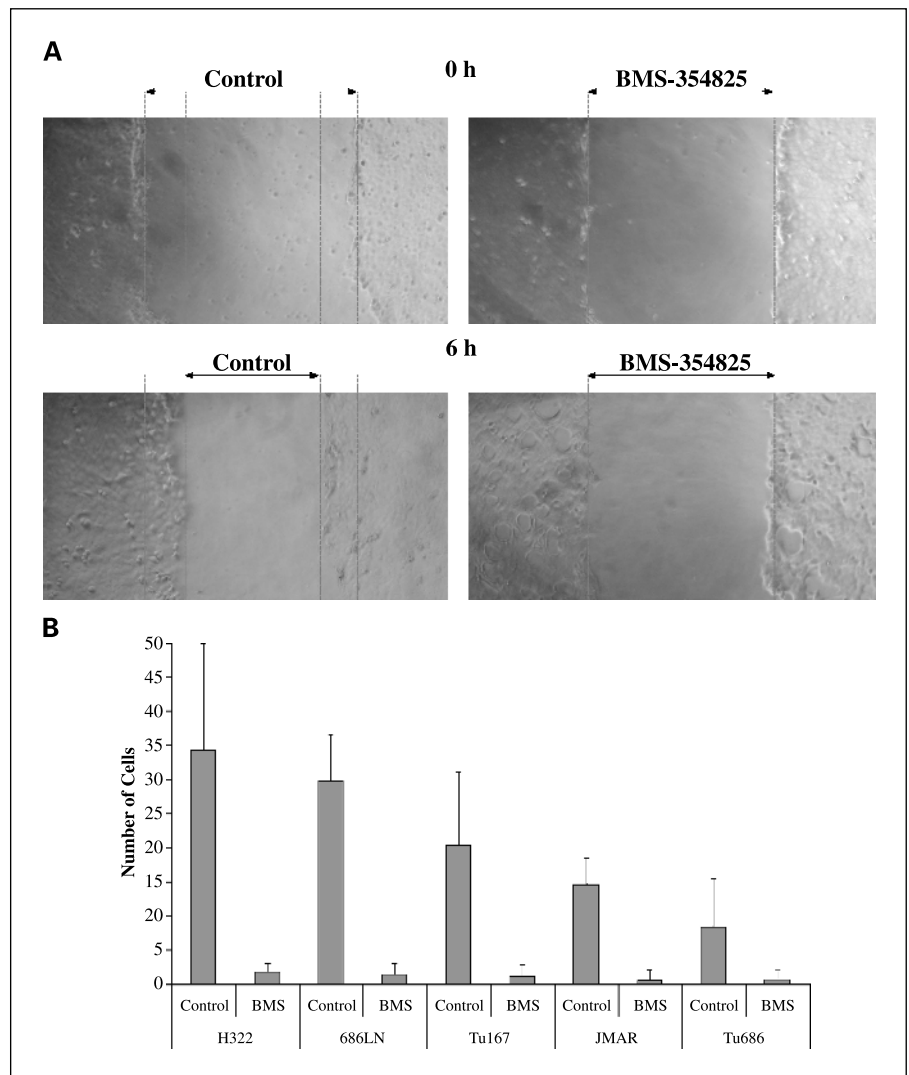 A
0 h
Control
BMS-354825
6 h
Control
BMS-354825
B
Number of Cells
50
45
40
35
30
25
20
15
20
5
0
Control BMS Control BMS Control BMS Control BMS Control BMS
H322 686LN Tu167 JMAR Tu686